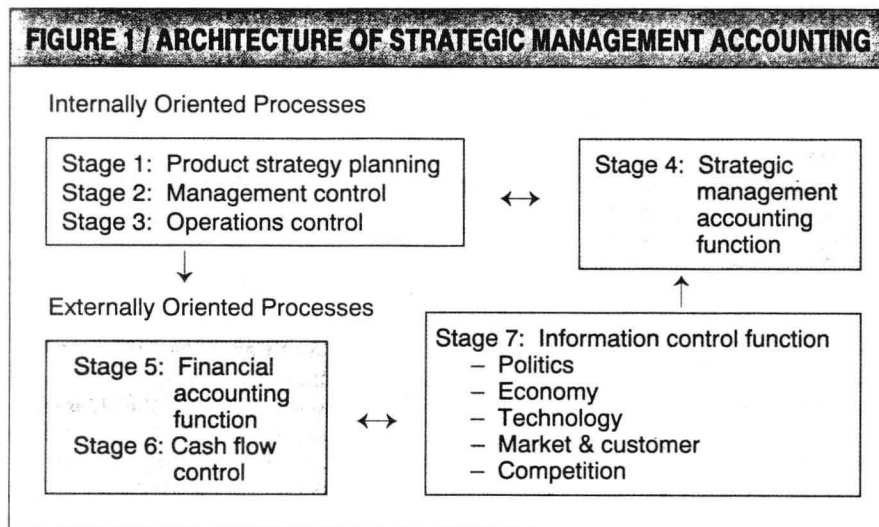 FIGURE 1 / ARCHITECTURE OF STRATEGIC MANAGEMENT ACCOUNTING
Internally Oriented Processes
Stage 1: Product strategy planning
Stage 2: Management control
Stage 3: Operations control
↔
Stage 4: Strategic
management
accounting
function
↓
↑
Externally Oriented Processes
Stage 5: Financial
accounting
function
Stage 6: Cash flow
control
↔
Stage 7: Information control function
– Politics
– Economy
– Technology
– Market & customer
– Competition